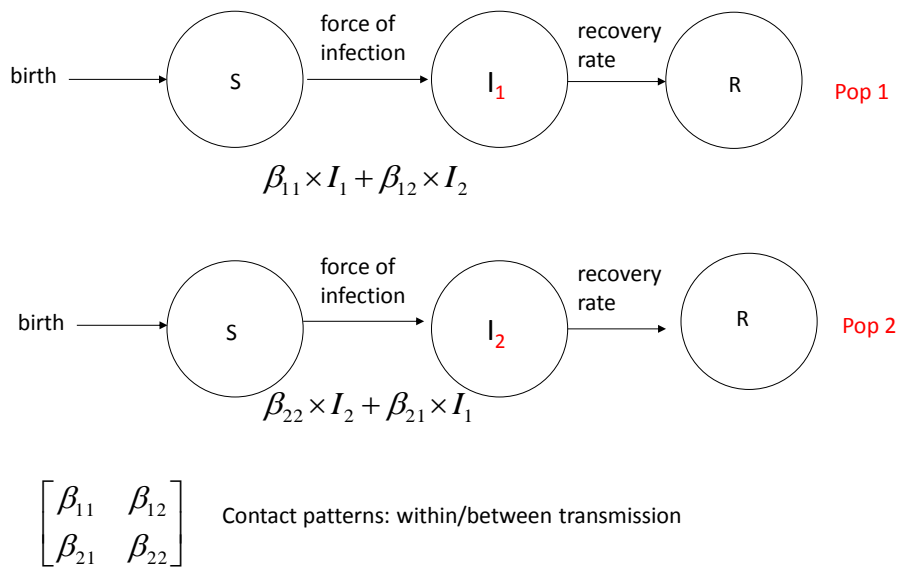 force of
infection
recovery
rate
birth
S
I₁
R
Pop 1
β₁₁ × I₁ + β₁₂ × I₂
force of
infection
recovery
rate
birth
S
I₂
R
Pop 2
β₂₂ × I₂ + β₂₁ × I₁
β₁₁ β₁₂
β₂₁ β₂₂
Contact patterns: within/between transmission